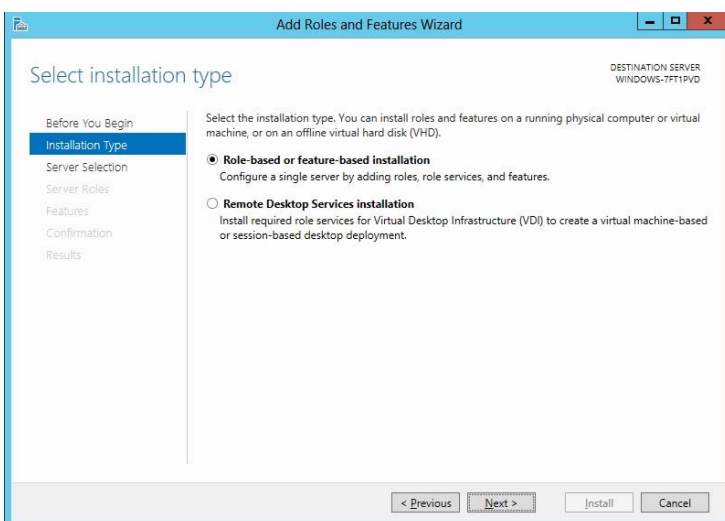 Add Roles and Features Wizard
Select installation type
DESTINATION SERVER
WINDOWS-7FT1PVD
Before You Begin
Installation Type
Server Selection
Server Roles
Features
Confirmation
Results
Select the installation type. You can install roles and features on a running physical computer or virtual
machine, or on an offline virtual hard disk (VHD).
Role-based or feature-based installation
Configure a single server by adding roles, role services, and features.
Remote Desktop Services installation
Install required role services for Virtual Desktop Infrastructure (VDI) to create a virtual machine-based
or session-based desktop deployment.
< Previous Next > Install Cancel